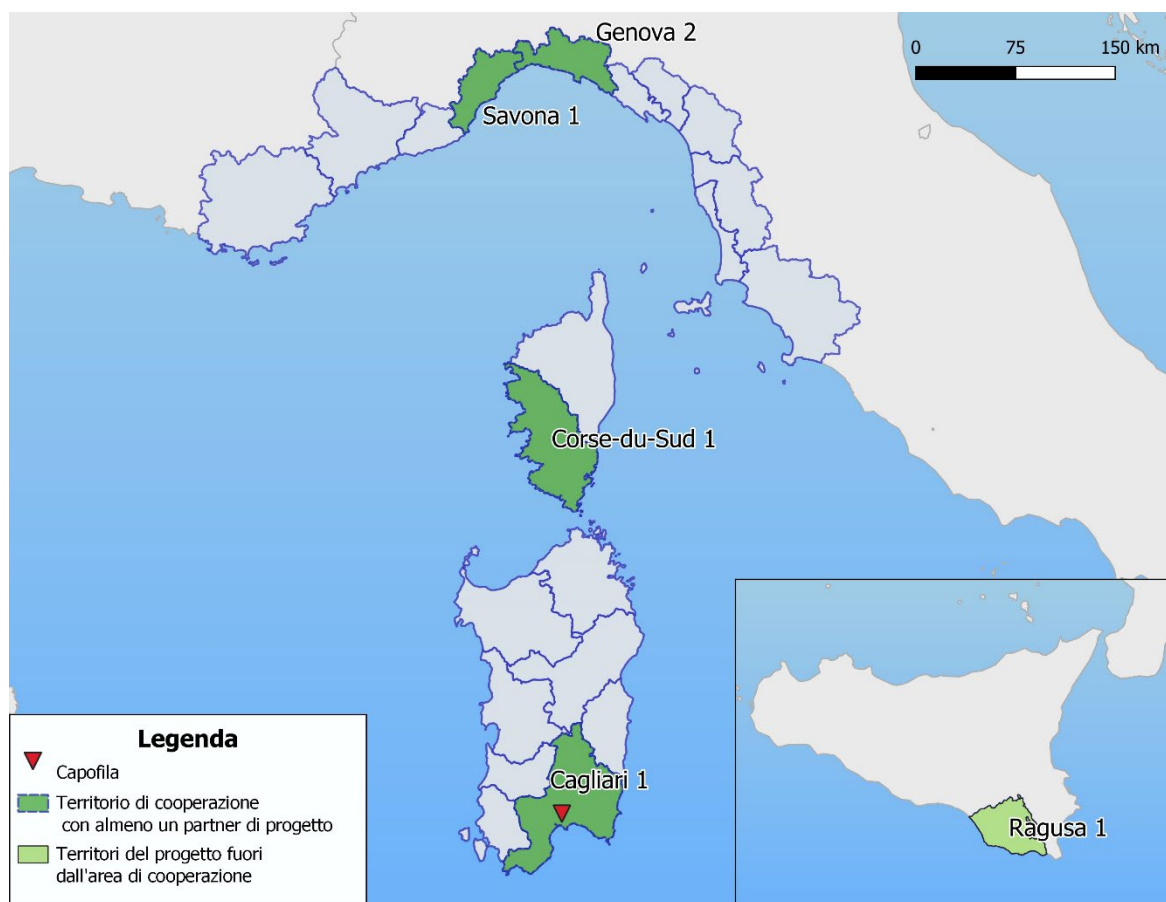 Genova 2
0 75 150 km
Savona 1
Corse-du-Sud 1
Cagliari 1
Ragusa 1
Legenda
Capofila
Territorio di cooperazione
con almeno un partner di progetto
Territori del progetto fuori
dall'area di cooperazione